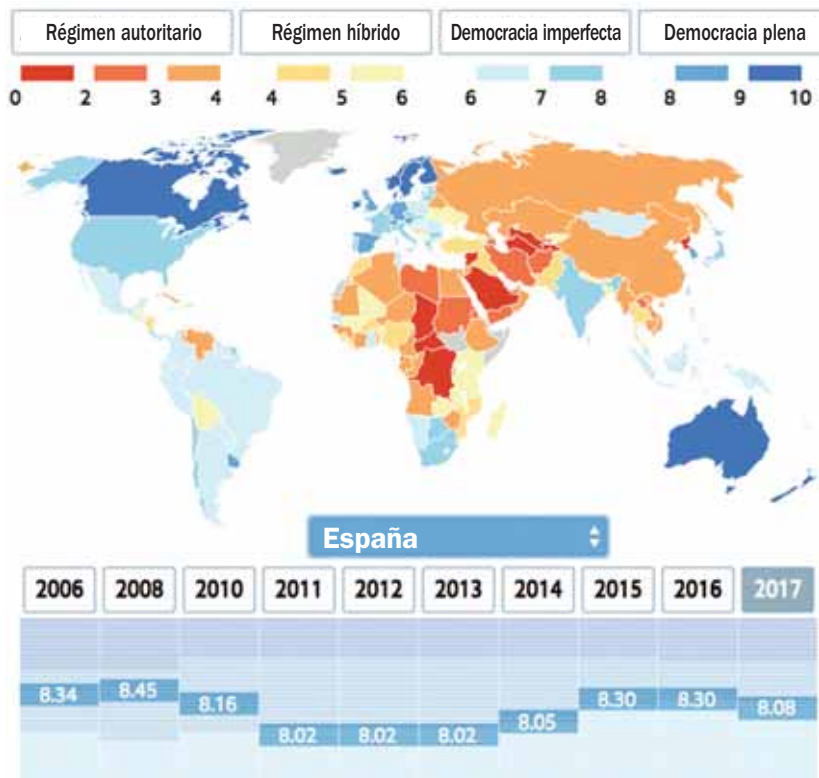 Régimen autoritario Régimen híbrido Democracia imperfecta Democracia plena
0 2 3 4 4 5 6 6 7 8 8 9 10
España
2006 2008 2010 2011 2012 2013 2014 2015 2016 2017
8.34 8.45 8.16 8.02 8.02 8.02 8.05 8.30 8.30 8.08